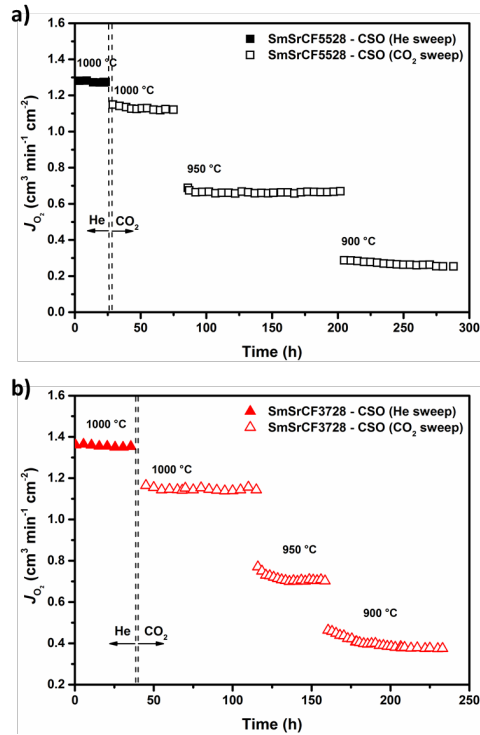 a)
SmSrCF5528 - CSO (He sweep)
SmSrCF5528 - CSO (CO₂ sweep)
1000 °C
1000 °C
950 °C
900 °C
He CO₂
J_O₂ (cm³ min⁻¹ cm⁻²)
1.6
1.4
1.2
1.0
0.8
0.6
0.4
0.2
0.0
0 50 100 150 200 250 300
Time (h)
b)
SmSrCF3728 - CSO (He sweep)
SmSrCF3728 - CSO (CO₂ sweep)
1000 °C
1000 °C
950 °C
900 °C
He CO₂
J_O₂ (cm³ min⁻¹ cm⁻²)
1.6
1.4
1.2
1.0
0.8
0.6
0.4
0.2
0 50 100 150 200 250
Time (h)